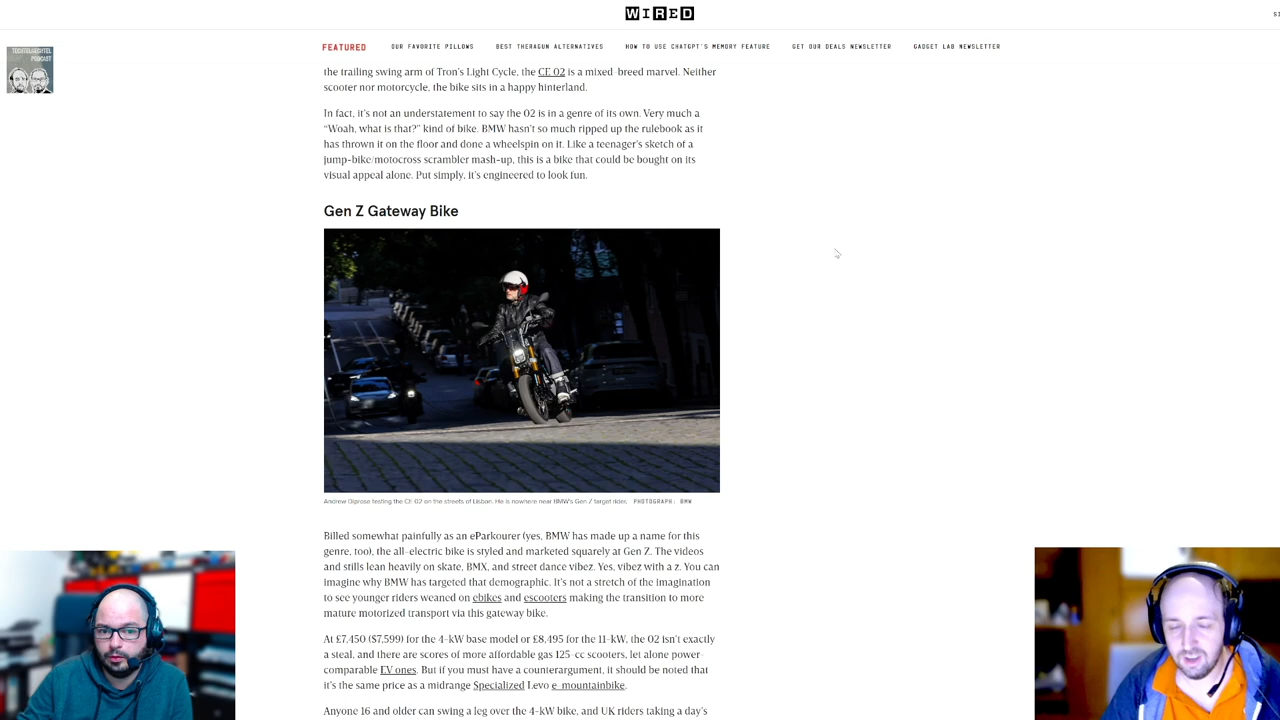 WIRED
TECHTELMECHTEL
PODCAST
FEATURED OUR FAVORITE PILLOWS BEST THERAGUN ALTERNATIVES HOW TO USE CHATGPT'S MEMORY FEATURE GET OUR DEALS NEWSLETTER GADGET LAB NEWSLETTER
the trailing swing arm of Tron's Light Cycle, the CE 02 is a mixed-breed marvel. Neither
scooter nor motorcycle, the bike sits in a happy hinterland.
In fact, it's not an understatement to say the 02 is in a genre of its own. Very much a
“Woah, what is that?” kind of bike. BMW hasn't so much ripped up the rulebook as it
has thrown it on the floor and done a wheelspin on it. Like a teenager's sketch of a
jump-bike/motocross scrambler mash-up, this is a bike that could be bought on its
visual appeal alone. Put simply, it's engineered to look fun.
Gen Z Gateway Bike
Andrew Diprose testing the CE 02 on the streets of Lisbon. He is nowhere near BMW's Gen Z target rider. PHOTOGRAPH: BMW
Billed somewhat painfully as an eParkourer (yes, BMW has made up a name for this
genre, too), the all-electric bike is styled and marketed squarely at Gen Z. The videos
and stills lean heavily on skate, BMX, and street dance vibez. Yes, vibez with a z. You can
imagine why BMW has targeted that demographic. It's not a stretch of the imagination
to see younger riders weaned on ebikes and escooters making the transition to more
mature motorized transport via this gateway bike.
At £7,450 ($7,599) for the 4-kW base model or £8,495 for the 11-kW, the 02 isn't exactly
a steal, and there are scores of more affordable gas 125-cc scooters, let alone power-
comparable EV ones. But if you must have a counterargument, it should be noted that
it's the same price as a midrange Specialized Levo e-mountainbike.
Anyone 16 and older can swing a leg over the 4-kW bike, and UK riders taking a day's